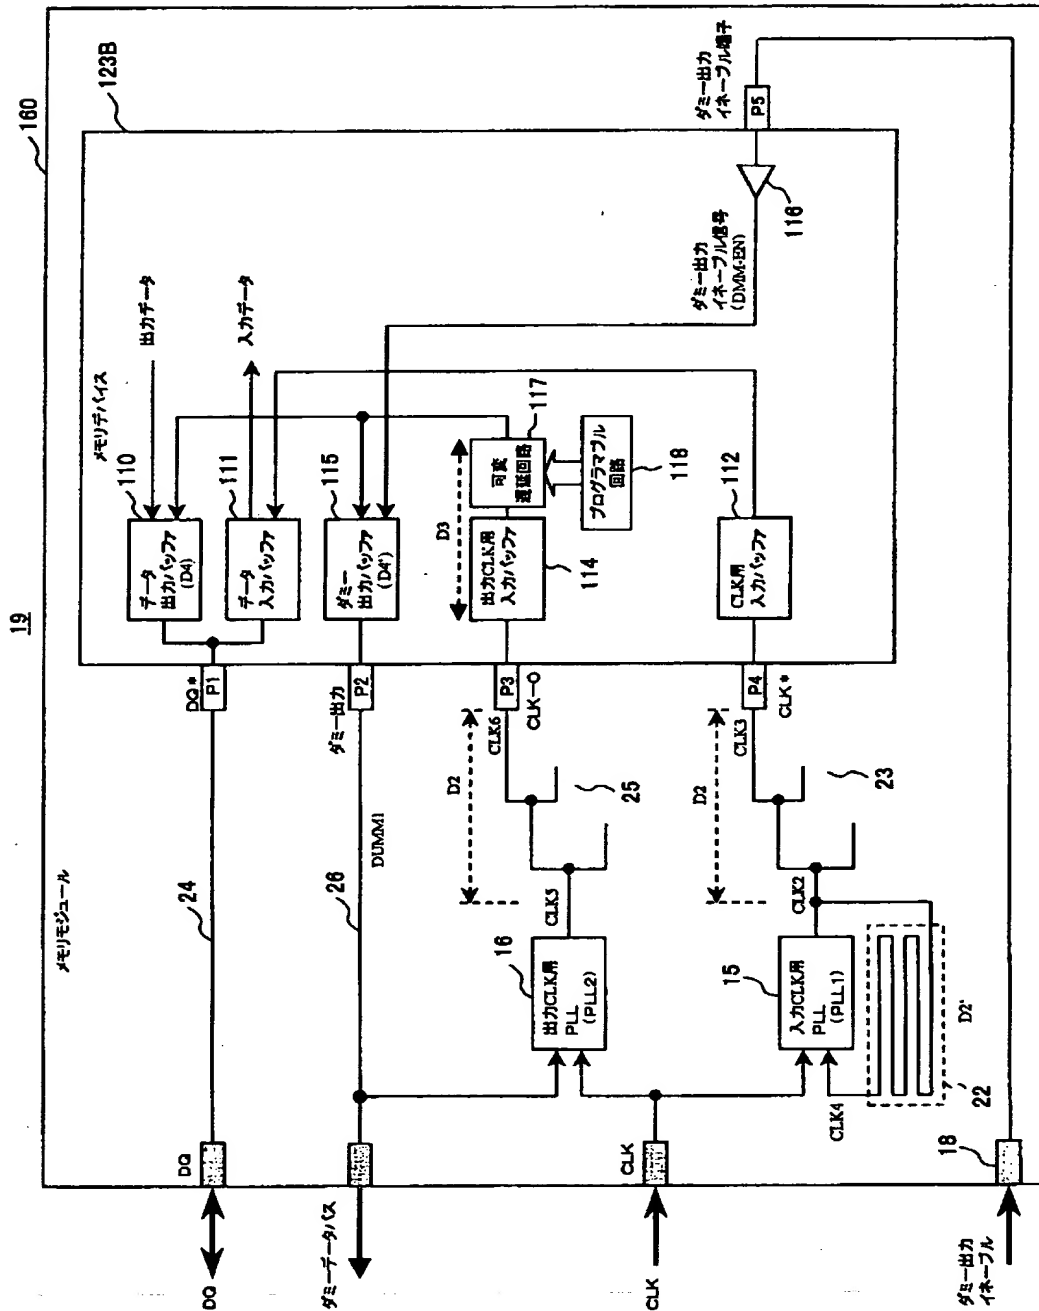 19
160
メモリモジュール
123B
メモリデバイス
DQ
DQ
24
DQ*
P1
110
データ
出力バッファ
(D4)
出力データ
111
データ
入力バッファ
入力データ
ダミーデータバス
26
DUMM1
ダミー出力
P2
115
ダミー
出力バッファ
(D4')
16
出力CLK用
PLL
(PLL2)
CLK5
D2
25
CLK6
P3
CLK-O
D3
出力CLK用
入力バッファ
114
可変
遅延回路
117
プログラマブル
回路
118
CLK
CLK
15
入力CLK用
PLL
(PLL1)
CLK4
CLK2
D2
23
CLK3
P4
CLK*
CLK用
入力バッファ
112
22
D2'
ダミー出力
イネーブル信号
(DMM-EN)
116
ダミー出力
イネーブル端子
P5
ダミー出力
イネーブル
18